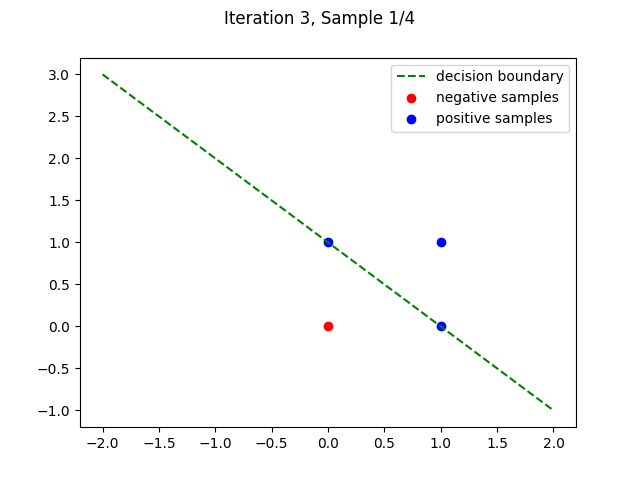 Iteration 3, Sample 1/4
decision boundary
negative samples
positive samples
3.0
2.5
2.0
1.5
1.0
0.5
0.0
−0.5
−1.0
−2.0 −1.5 −1.0 −0.5 0.0 0.5 1.0 1.5 2.0